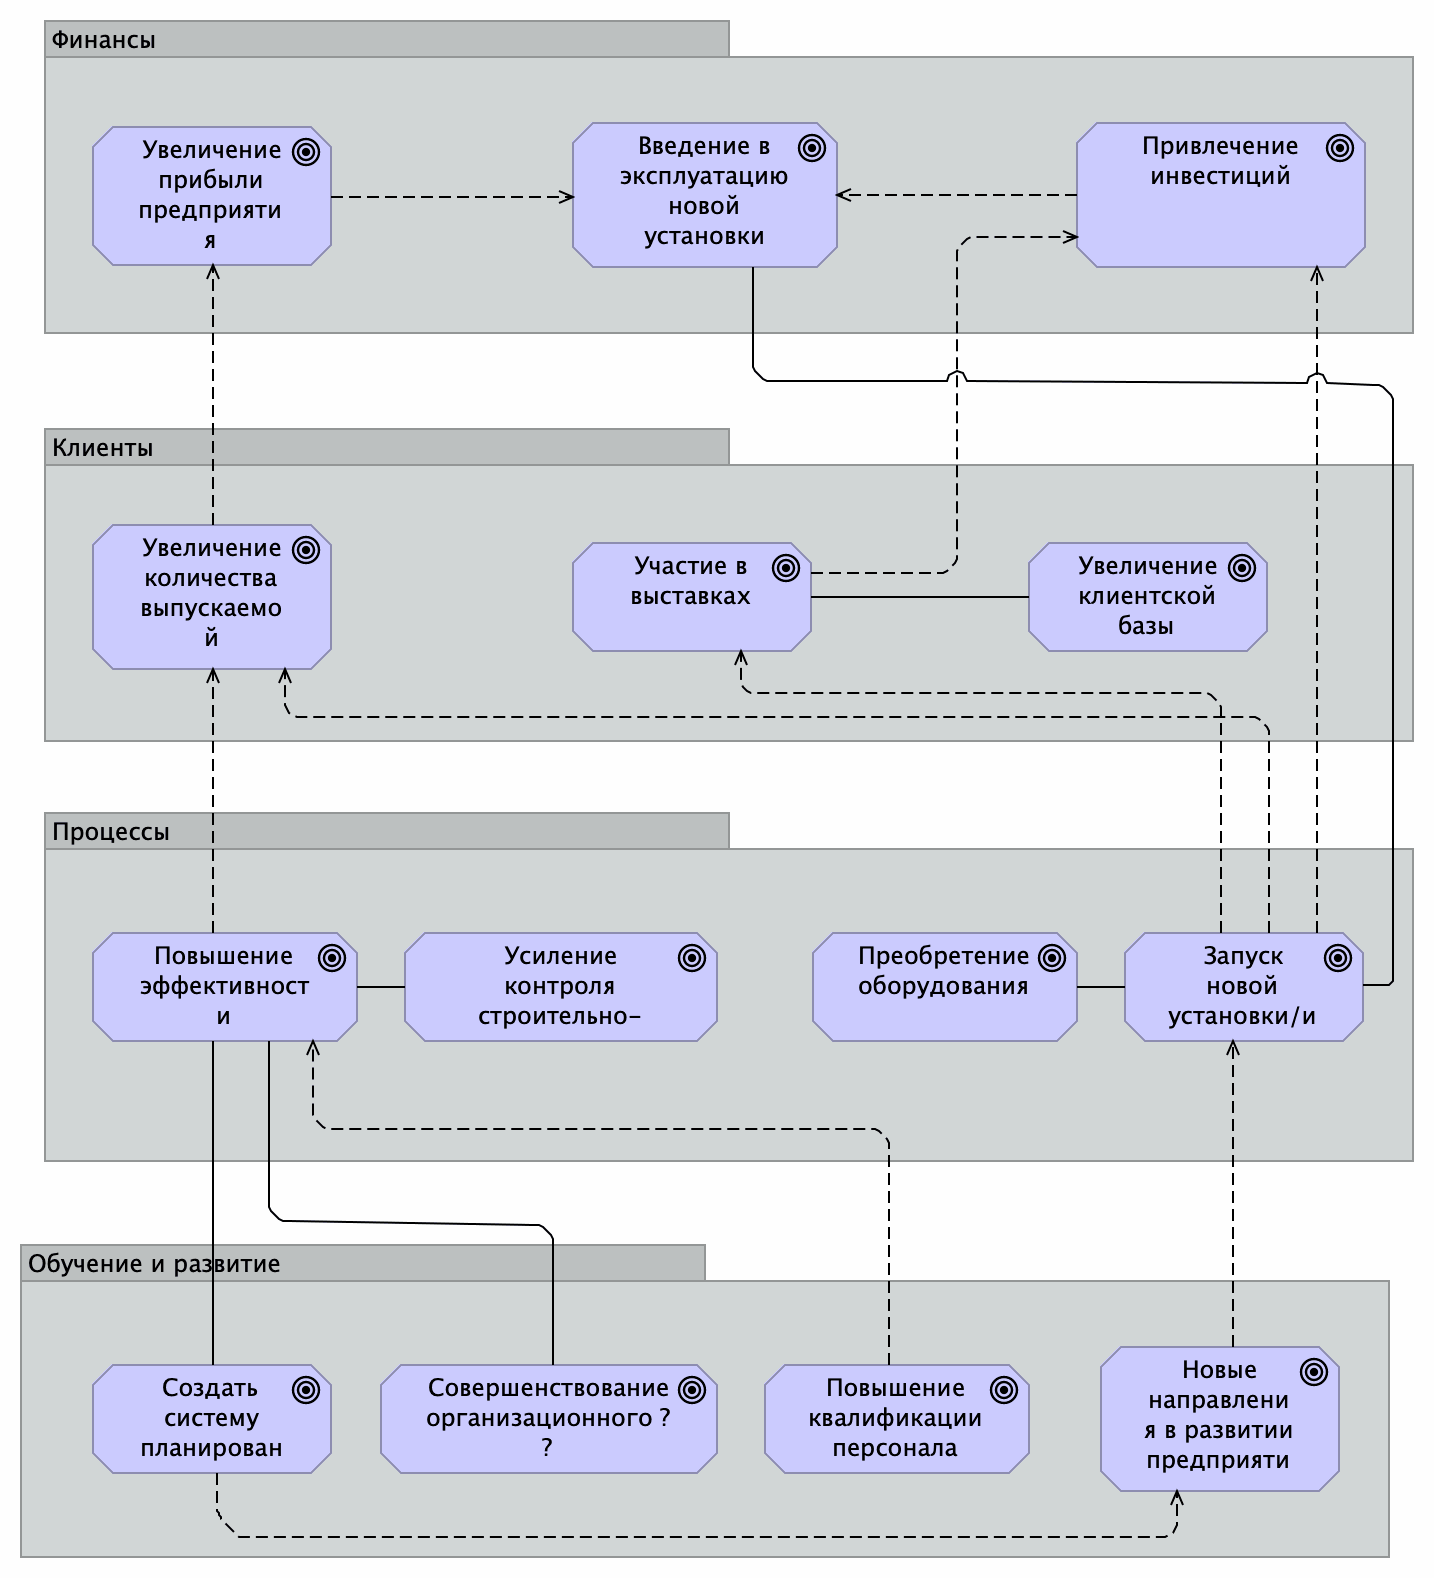 Финансы
Увеличение
прибыли
предприяти
я
Введение в
эксплуатацию
новой
установки
Привлечение
инвестиций
Клиенты
Увеличение
количества
выпускаемо
й
Участие в
выставках
Увеличение
клиентской
базы
Процессы
Повышение
эффективност
и
Усиление
контроля
строительно-
Преобретение
оборудования
Запуск
новой
установки/и
Обучение и развитие
Создать
систему
планирован
Совершенствование
организационного ?
?
Повышение
квалификации
персонала
Новые
направлени
я в развитии
предприяти